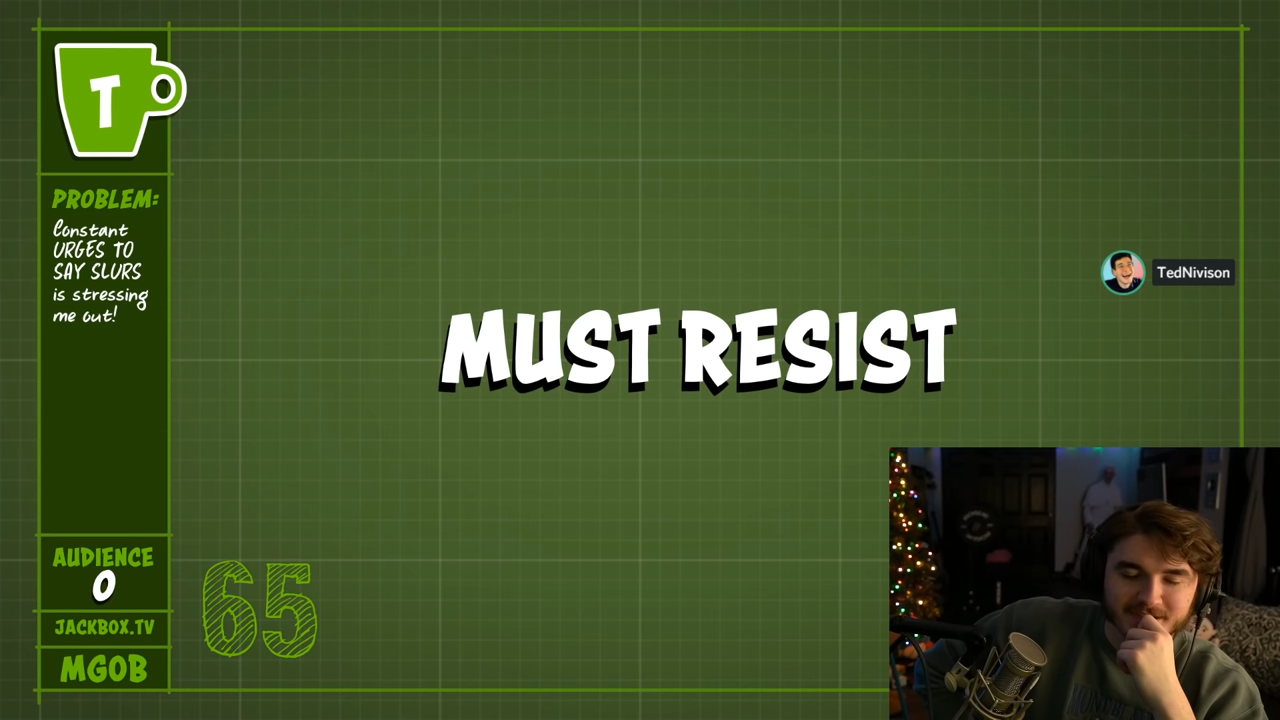 T
PROBLEM:
Constant
URGES TO
SAY SLURS
is stressing
me out!
TedNivison
MUST RESIST
AUDIENCE
0
65
JACKBOX.TV
MGOB